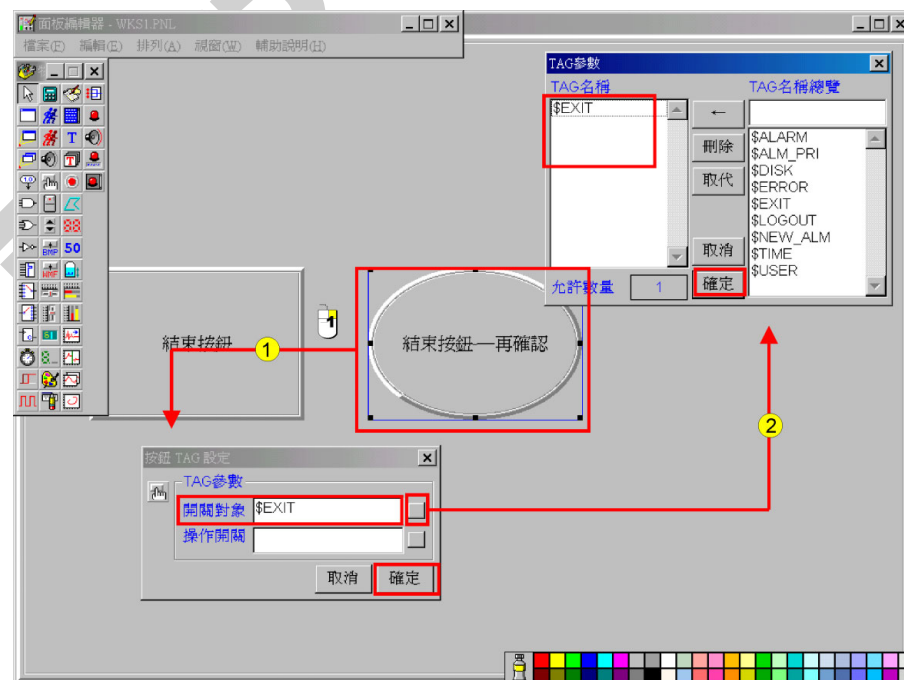 面板編輯器 - WKS1.PNL
檔案(F) 編輯(E) 排列(A) 視窗(W) 輔助說明(H)
TAG參數
TAG名稱
TAG名稱總覽
$EXIT
←
刪除
取代
取消
確定
允許數量 1
$ALARM
$ALM_PRI
$DISK
$ERROR
$EXIT
$LOGOUT
$NEW_ALM
$TIME
$USER
T
T
1.0
88
BMP 50
WMF
結束按鈕
1
1
結束按鈕—再確認
2
按鈕 TAG 設定
TAG參數
開關對象 $EXIT
操作開關
取消 確定